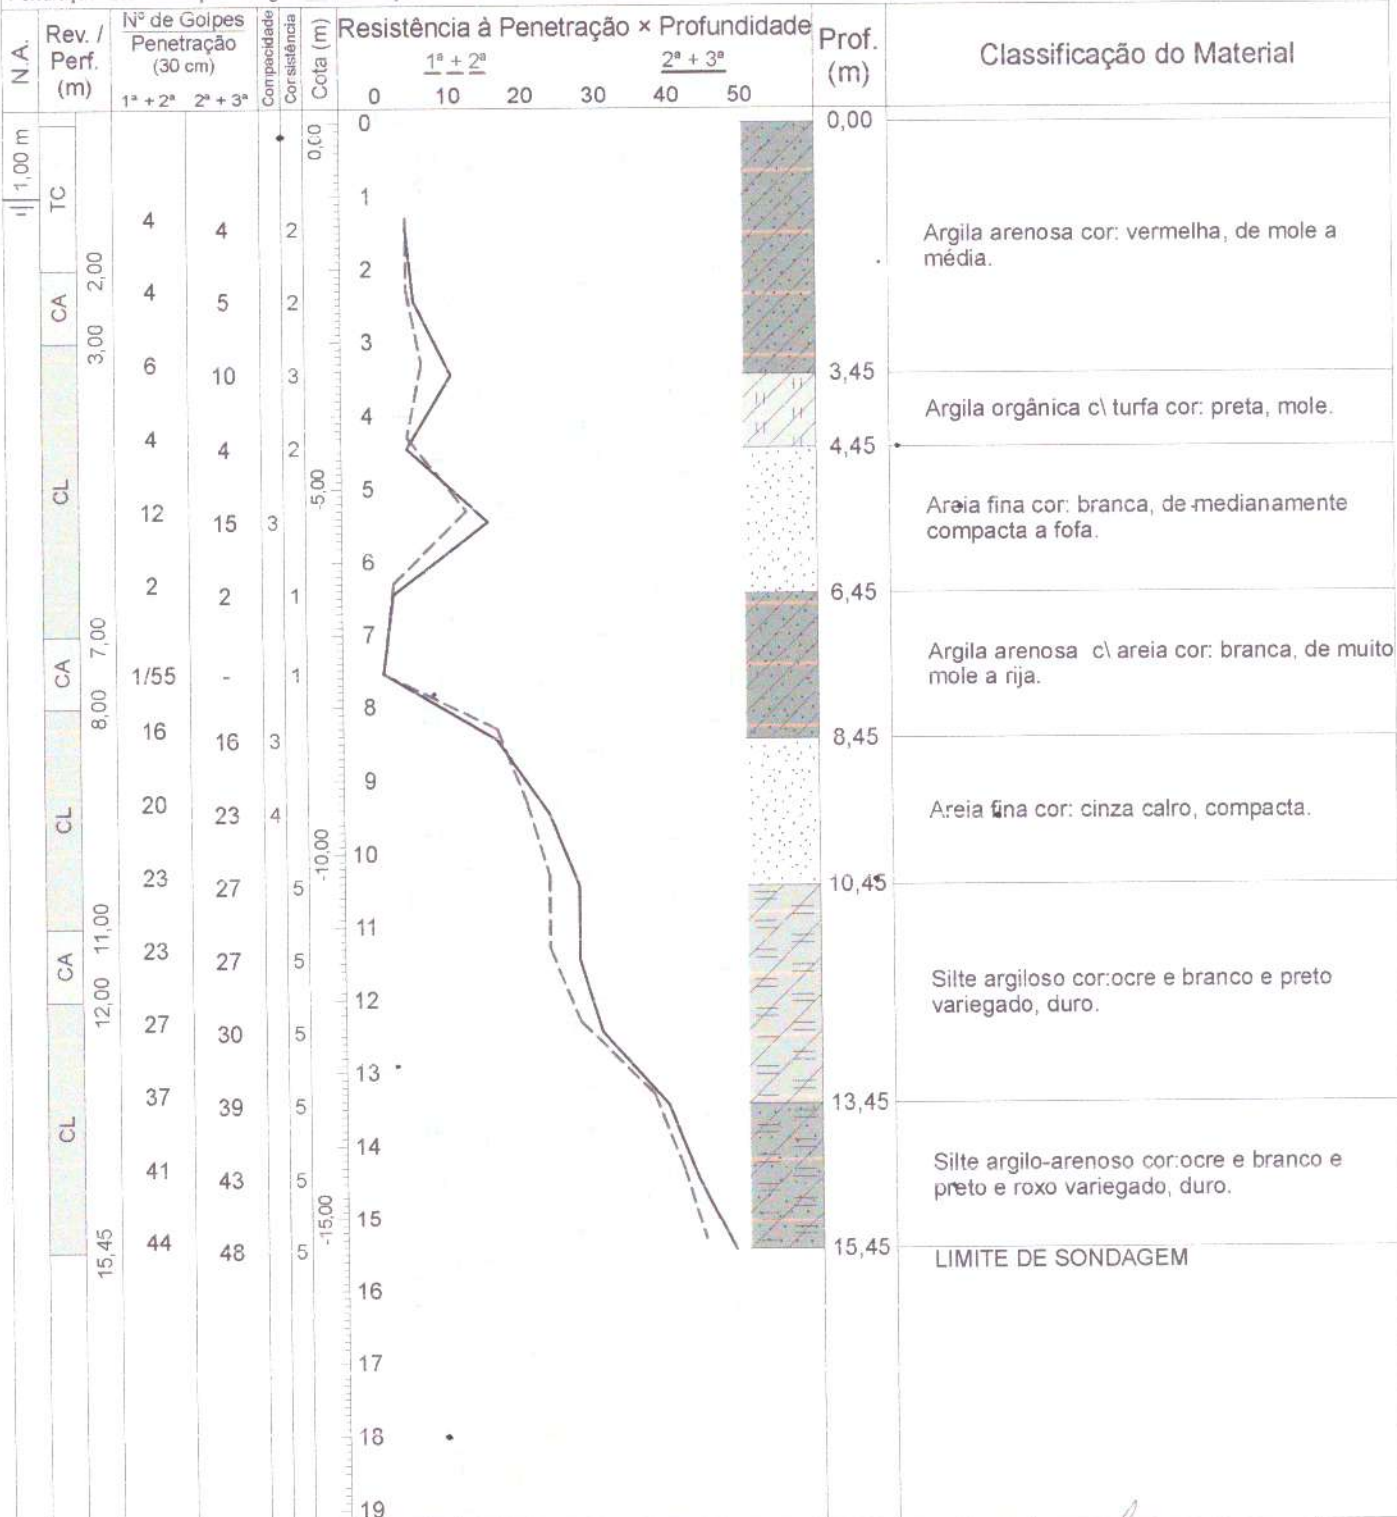 N.A.
Rev. /
Perf.
(m)
Nº de Golpes
Penetração
(30 cm)
1ª + 2ª 2ª + 3ª
Compacidade
Consistência
Cota (m)
Resistência à Penetração × Profundidade
1ª + 2ª 2ª + 3ª
0 10 20 30 40 50
Prof.
(m)
Classificação do Material
1,00 m
TC
CA
CL
CA
CL
CA
CL
2,00
3,00
7,00
8,00
11,00
12,00
15,45
4 4 2
4 5 2
6 10 3
4 4 2
12 15 3
2 2 1
1/55 - 1
16 16 3
20 23 4
23 27 5
23 27 5
27 30 5
37 39 5
41 43 5
44 48 5
0,00
-5,00
-10,00
-15,00
0
1
2
3
4
5
6
7
8
9
10
11
12
13
14
15
16
17
18
19
0,00
Argila arenosa cor: vermelha, de mole a
média.
3,45
Argila orgânica c\ turfa cor: preta, mole.
4,45
Areia fina cor: branca, de medianamente
compacta a fofa.
6,45
Argila arenosa c\ areia cor: branca, de muito
mole a rija.
8,45
Areia fina cor: cinza calro, compacta.
10,45
Silte argiloso cor:ocre e branco e preto
variegado, duro.
13,45
Silte argilo-arenoso cor:ocre e branco e
preto e roxo variegado, duro.
15,45
LIMITE DE SONDAGEM